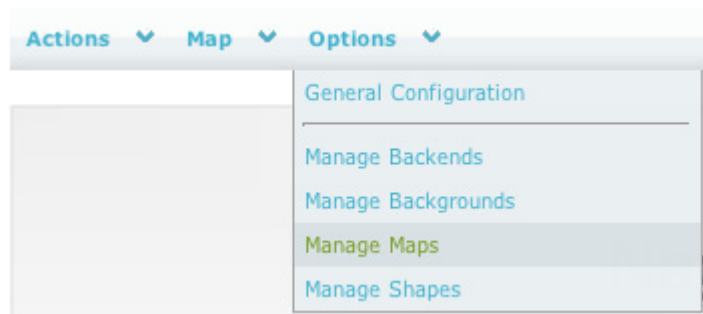 Actions Map Options
General Configuration
Manage Backends
Manage Backgrounds
Manage Maps
Manage Shapes